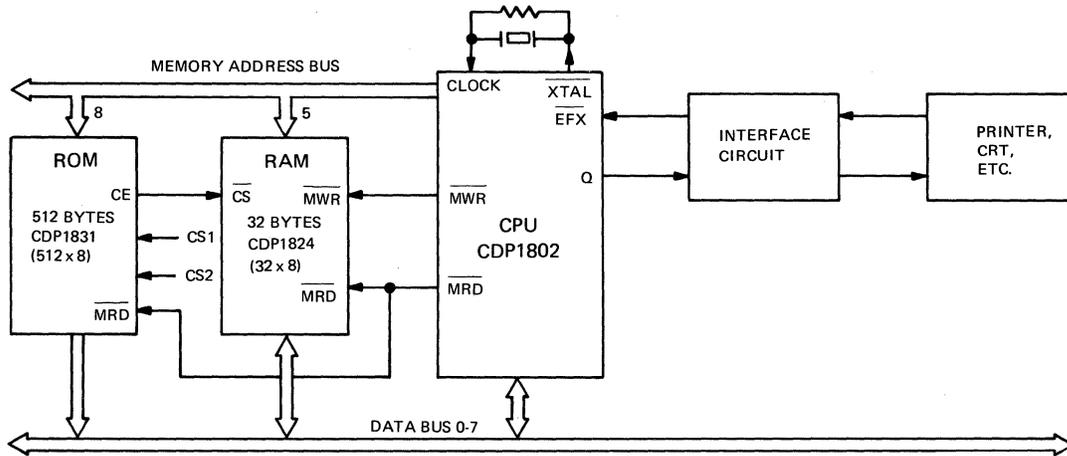 MEMORY ADDRESS BUS
8
5
ROM
CE
512 BYTES
CDP1831
(512 x 8)
CS1
CS2
MRD
RAM
CS
MWR
32 BYTES
CDP1824
(32 x 8)
MRD
CLOCK
XTAL
EFX
Q
MWR
CPU
CDP1802
MRD
INTERFACE
CIRCUIT
PRINTER,
CRT,
ETC.
DATA BUS 0-7